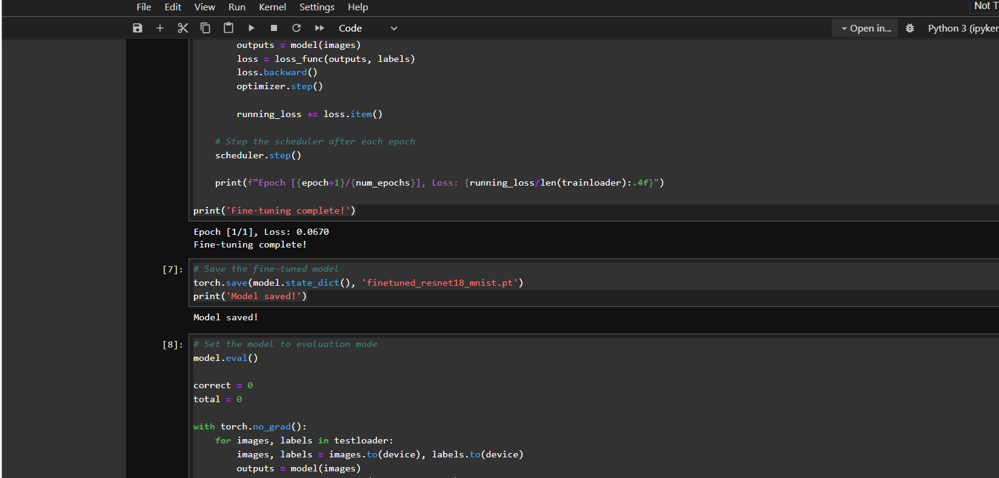 File Edit View Run Kernel Settings Help
Not T
Code
Open in...
Python 3 (ipyker
outputs = model(images)
loss = loss_func(outputs, labels)
loss.backward()
optimizer.step()
running_loss += loss.item()
# Step the scheduler after each epoch
scheduler.step()
print(f"Epoch [{epoch+1}/{num_epochs}], Loss: {running_loss/len(trainloader):.4f}")
print('Fine-tuning complete!')
Epoch [1/1], Loss: 0.0670
Fine-tuning complete!
[7]:
# Save the fine-tuned model
torch.save(model.state_dict(), 'finetuned_resnet18_mnist.pt')
print('Model saved!')
Model saved!
[8]:
# Set the model to evaluation mode
model.eval()
correct = 0
total = 0
with torch.no_grad():
for images, labels in testloader:
images, labels = images.to(device), labels.to(device)
outputs = model(images)